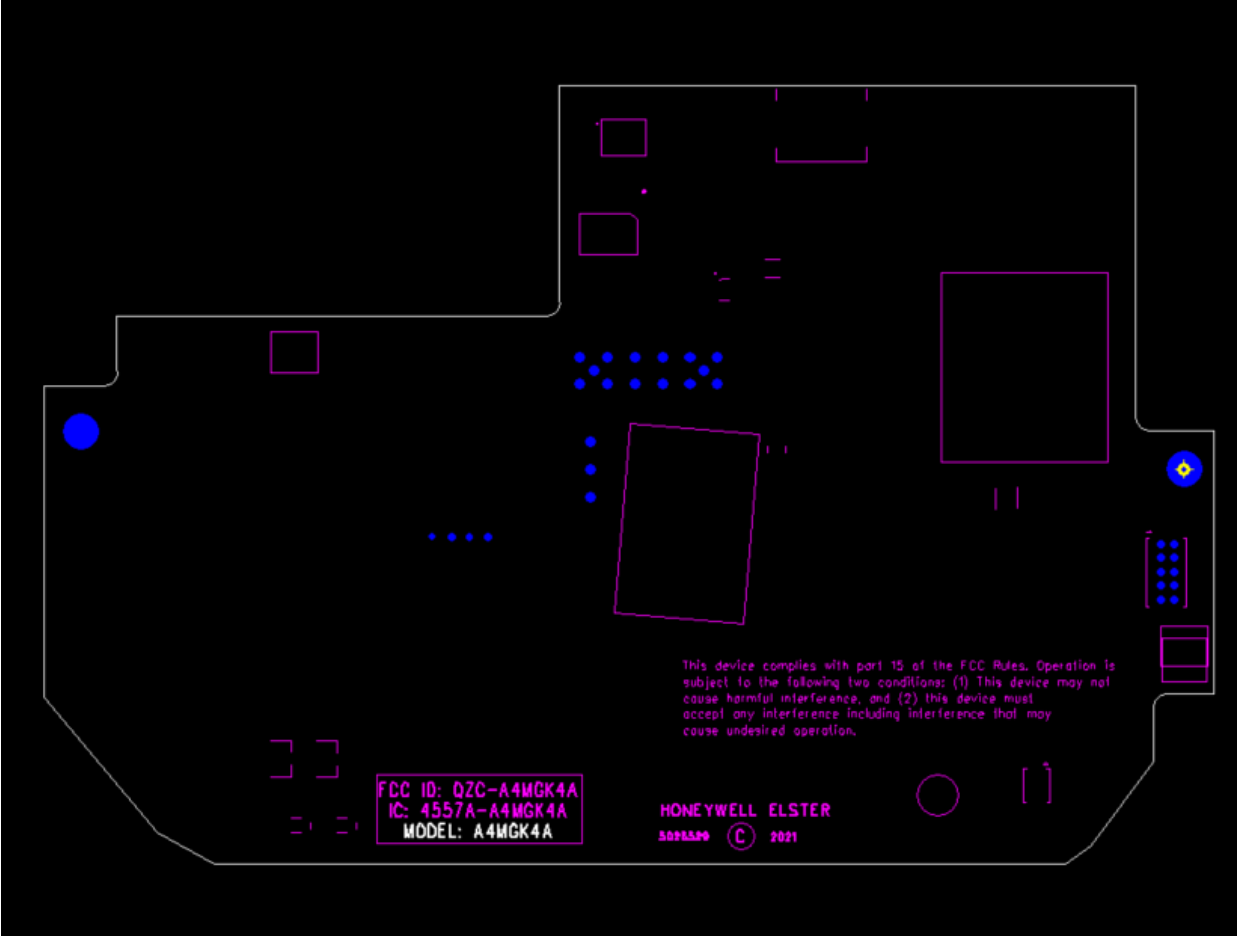 This device complies with part 15 of the FCC Rules. Operation is
subject to the following two conditions: (1) This device may not
cause harmful interference, and (2) this device must
accept any interference including interference that may
cause undesired operation.
FCC ID: QZC-A4MGK4A
IC: 4557A-A4MGK4A
MODEL: A4MGK4A
HONEYWELL ELSTER
© 2021